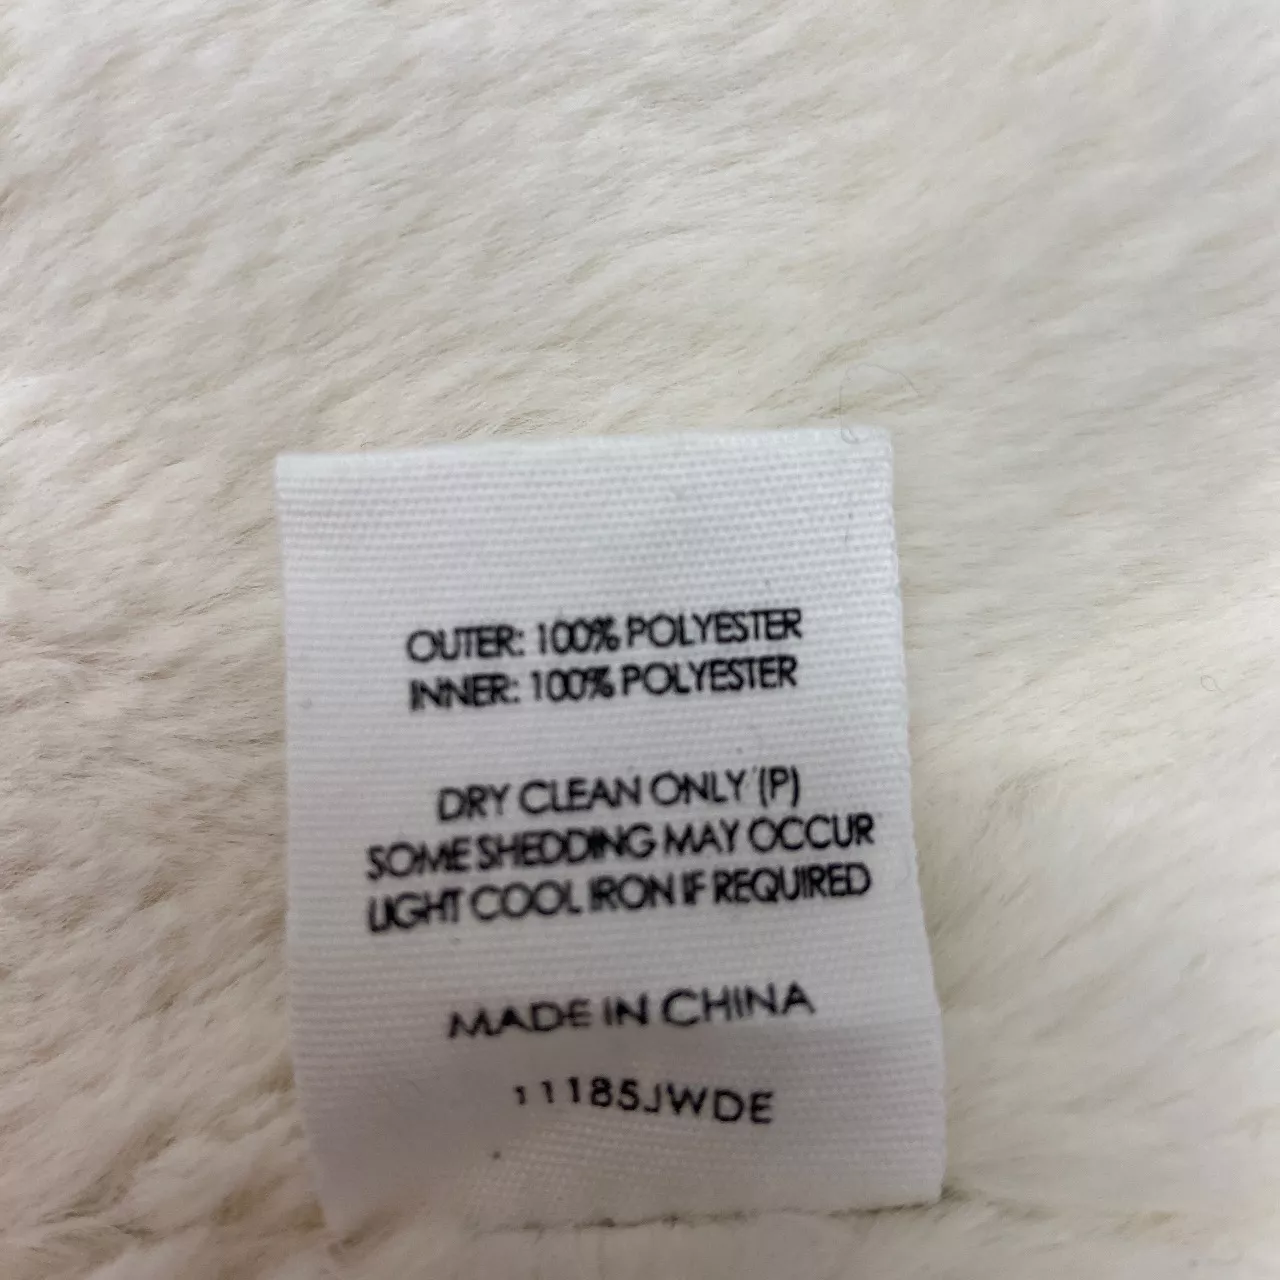 OUTER: 100% POLYESTER
INNER: 100% POLYESTER
DRY CLEAN ONLY (P)
SOME SHEDDING MAY OCCUR
LIGHT COOL IRON IF REQUIRED
MADE IN CHINA
11185JWDE